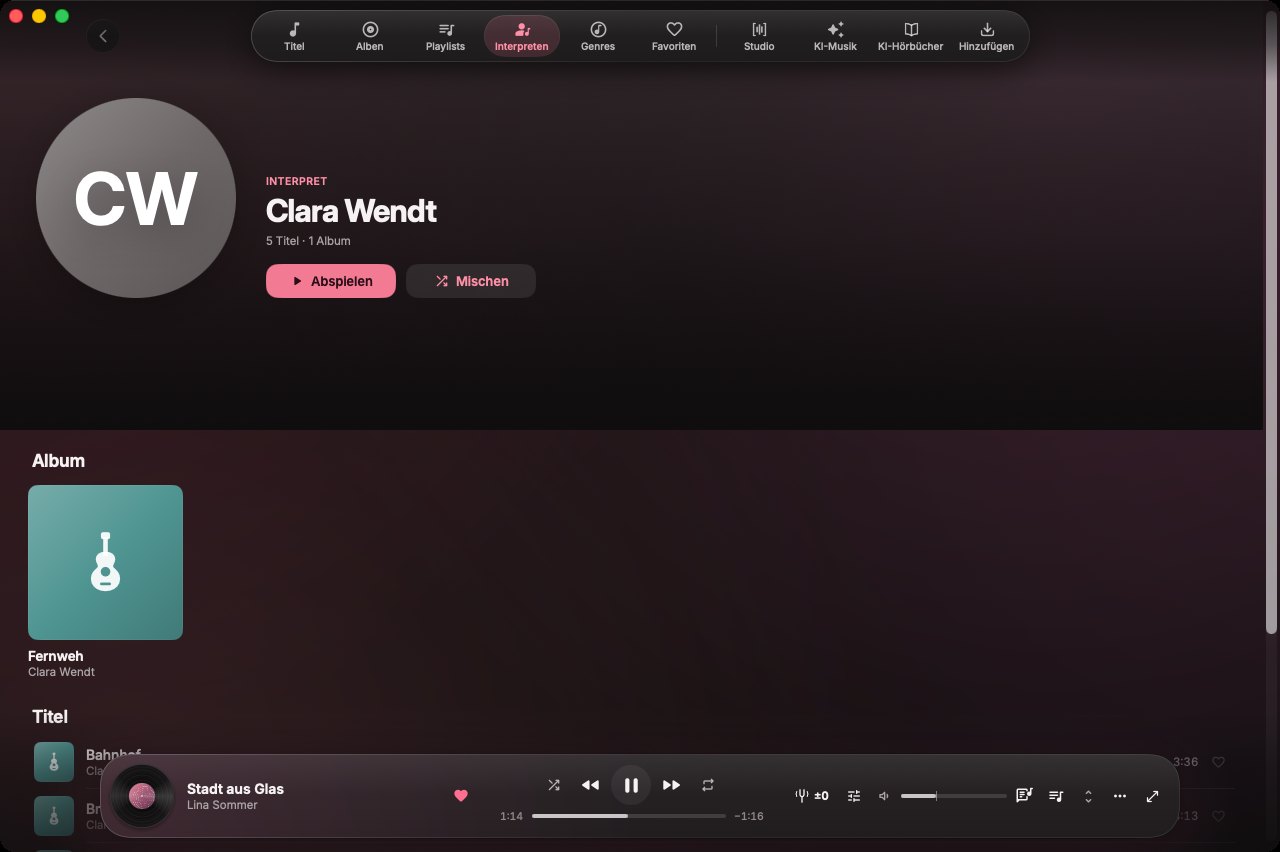 Titel
Alben
Playlists
Interpreten
Genres
Favoriten
Studio
KI-Musik
KI-Hörbücher
Hinzufügen
CW
INTERPRET
Clara Wendt
5 Titel · 1 Album
Abspielen
Mischen
Album
Fernweh
Clara Wendt
Titel
Bahnhof
3:36
Stadt aus Glas
Lina Sommer
1:14
−1:16
±0